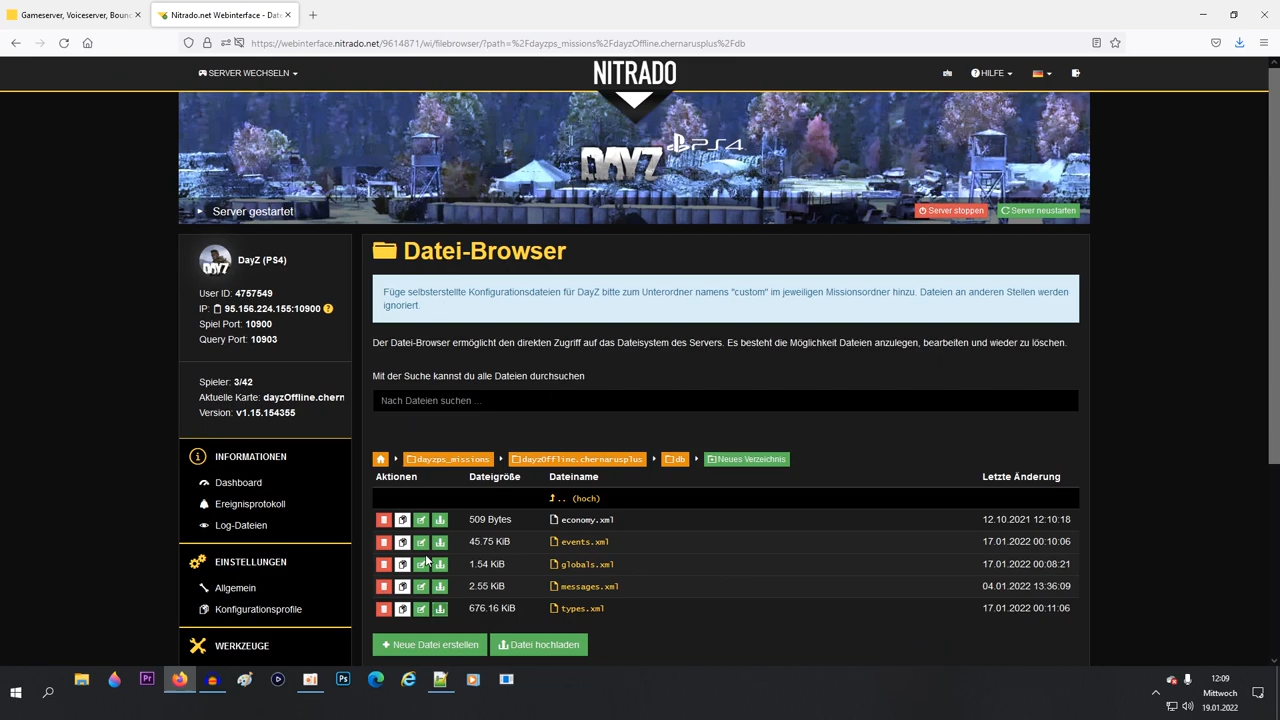 Gameserver, Voiceserver, Boun
Nitrado.net Webinterface - Date
https://webinterface.nitrado.net/9614871/wi/filebrowser/?path=%2Fdayzps_missions%2FdayzOffline.chernarusplus%2Fdb
SERVER WECHSELN
NITRADO
HILFE
DAYZ PS4
Server gestartet
Server stoppen
Server neustarten
DAYZ
DayZ (PS4)
User ID: 4757549
IP: 95.156.224.155:10900
Spiel Port: 10900
Query Port: 10903
Spieler: 3/42
Aktuelle Karte: dayzOffline.chern
Version: v1.15.154355
INFORMATIONEN
Dashboard
Ereignisprotokoll
Log-Dateien
EINSTELLUNGEN
Allgemein
Konfigurationsprofile
WERKZEUGE
Datei-Browser
Füge selbsterstellte Konfigurationsdateien für DayZ bitte zum Unterordner namens "custom" im jeweiligen Missionsordner hinzu. Dateien an anderen Stellen werden
ignoriert.
Der Datei-Browser ermöglicht den direkten Zugriff auf das Dateisystem des Servers. Es besteht die Möglichkeit Dateien anzulegen, bearbeiten und wieder zu löschen.
Mit der Suche kannst du alle Dateien durchsuchen
Nach Dateien suchen ...
dayzps_missions dayzOffline.chernarusplus db Neues Verzeichnis
Aktionen Dateigröße Dateiname Letzte Änderung
.. (hoch)
509 Bytes economy.xml 12.10.2021 12:10:18
45.75 KiB events.xml 17.01.2022 00:10:06
1.54 KiB globals.xml 17.01.2022 00:08:21
2.55 KiB messages.xml 04.01.2022 13:36:09
676.16 KiB types.xml 17.01.2022 00:11:06
Neue Datei erstellen Datei hochladen
Pr
Ps
12:09
Mittwoch
19.01.2022